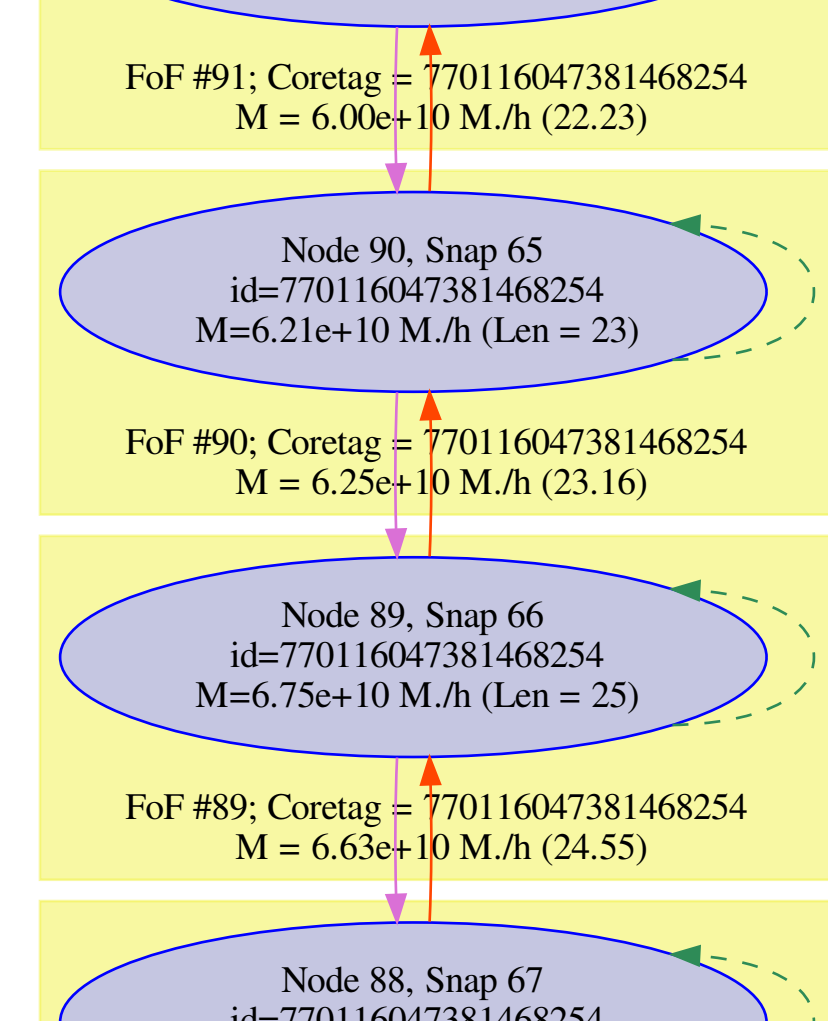 FoF #91; Coretag = 770116047381468254
M = 6.00e+10 M./h (22.23)
Node 90, Snap 65
id=770116047381468254
M=6.21e+10 M./h (Len = 23)
FoF #90; Coretag = 770116047381468254
M = 6.25e+10 M./h (23.16)
Node 89, Snap 66
id=770116047381468254
M=6.75e+10 M./h (Len = 25)
FoF #89; Coretag = 770116047381468254
M = 6.63e+10 M./h (24.55)
Node 88, Snap 67
id=770116047381468254